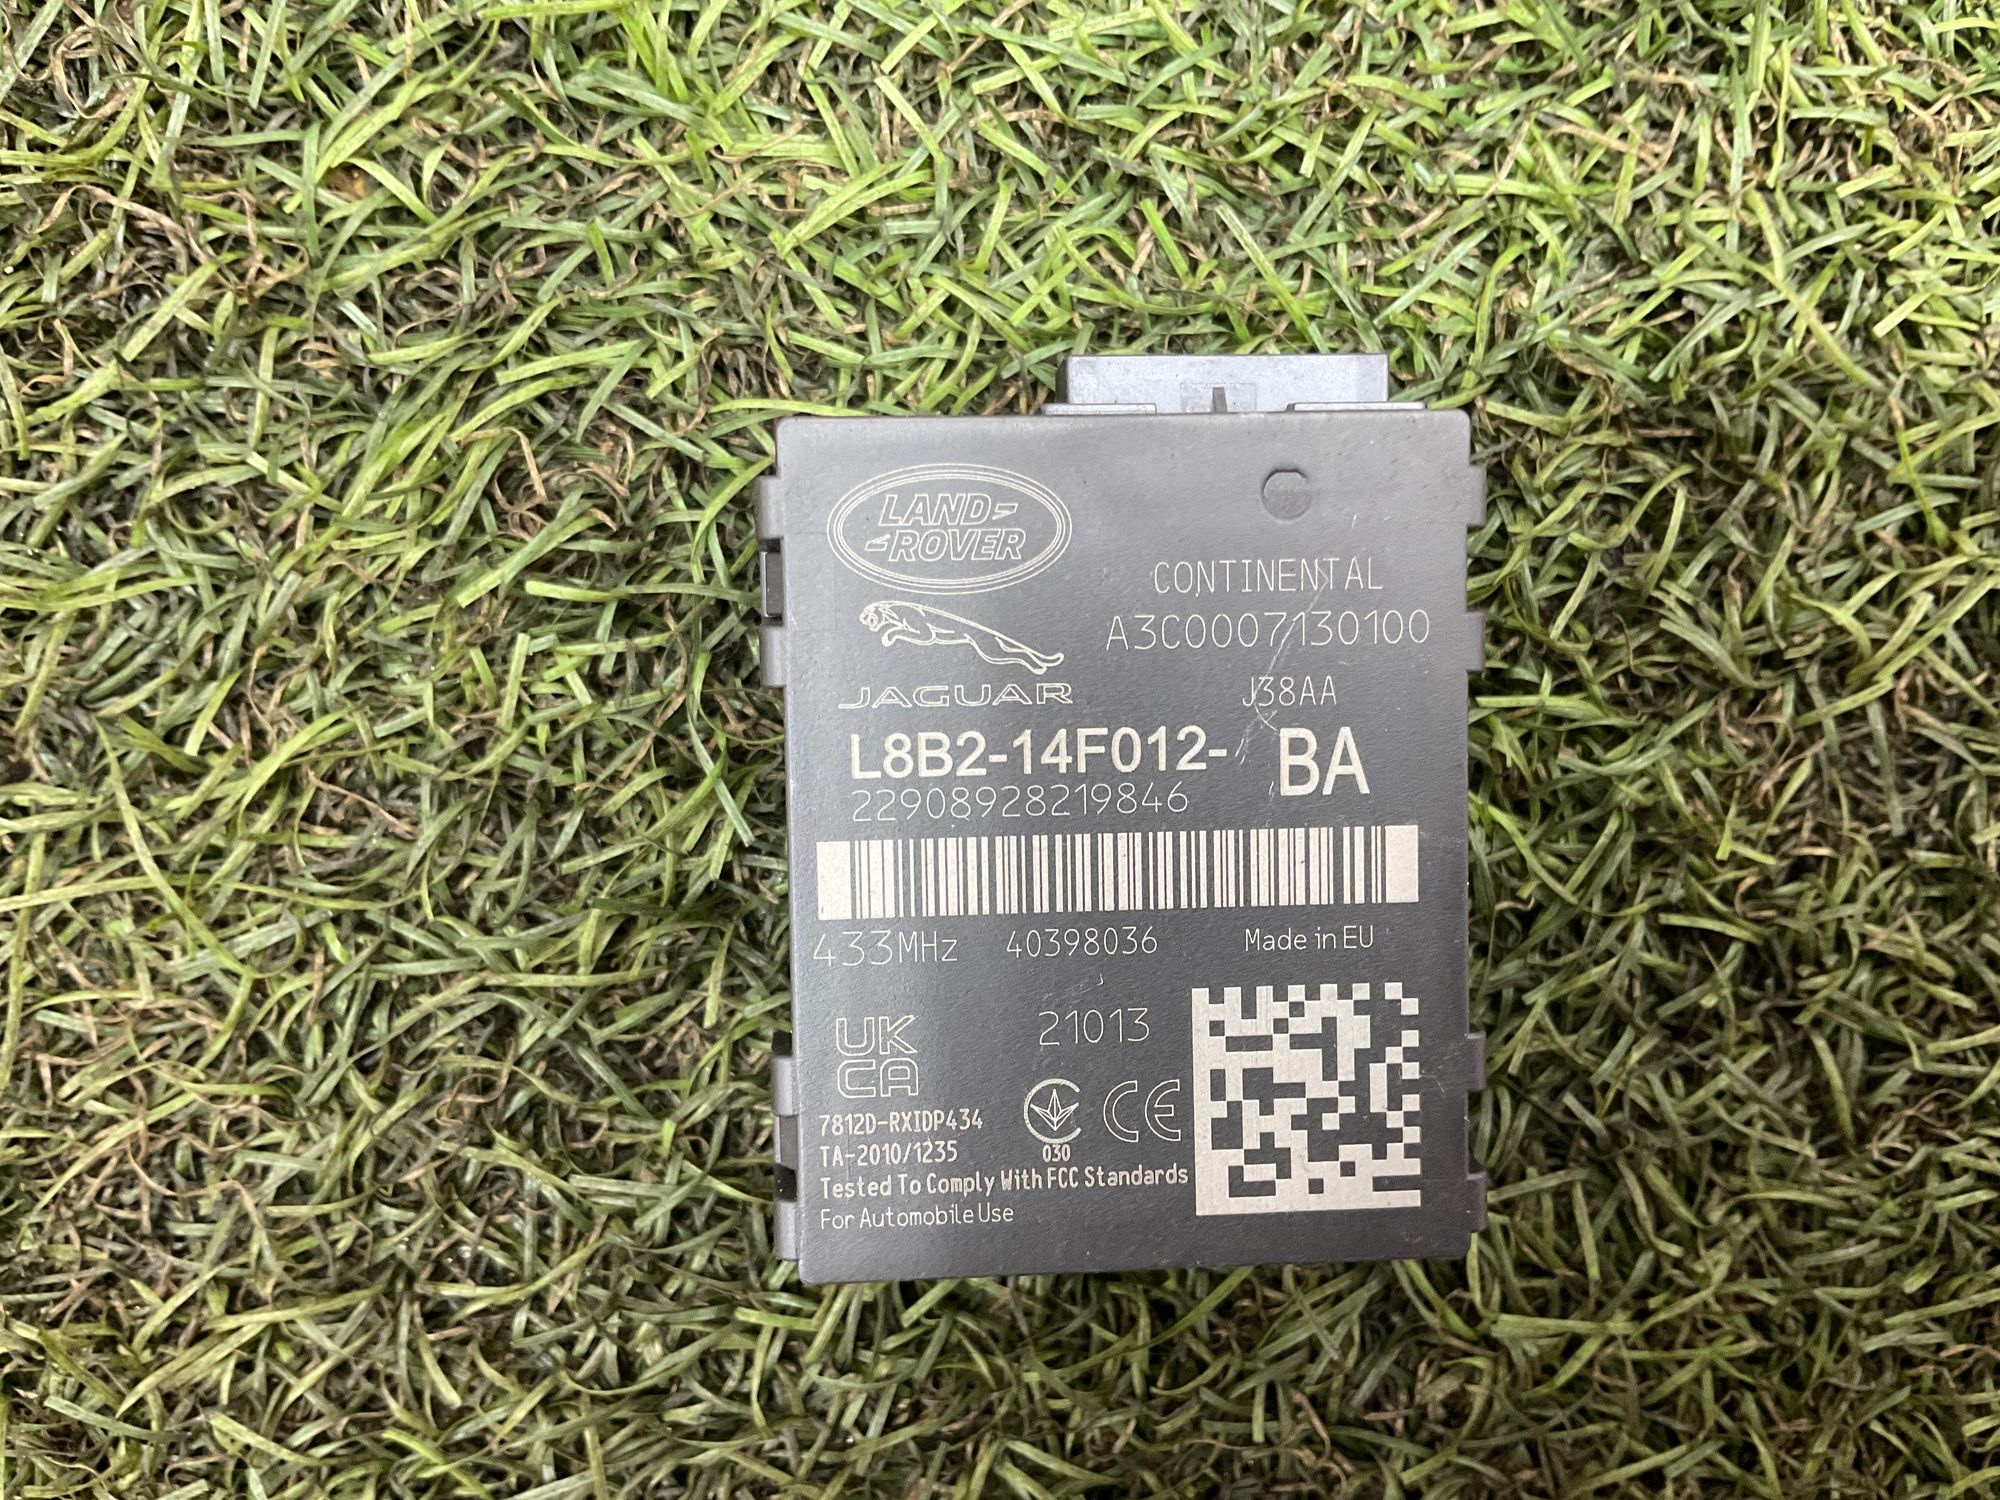 LAND-
-ROVER
JAGUAR
CONTINENTAL
A3C0007130100
J38AA
L8B2-14F012- BA
22908928219846
433MHz 40398036 Made in EU
UK
CA
21013
7812D-RXIDP434
TA-2010/1235
030
CE
Tested To Comply With FCC Standards
For Automobile Use